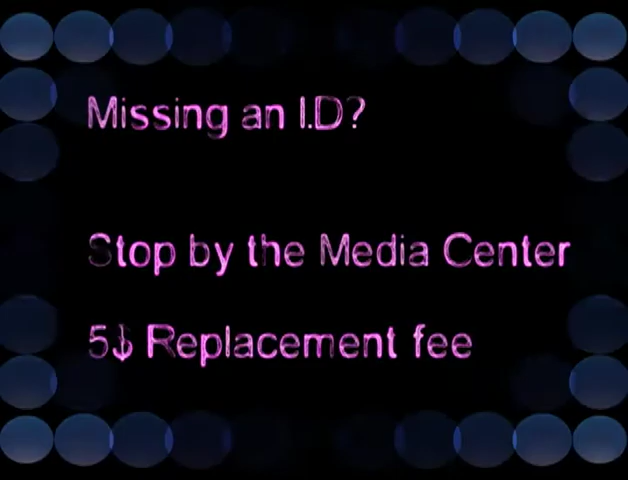 Missing an I.D?
Stop by the Media Center
5$ Replacement fee